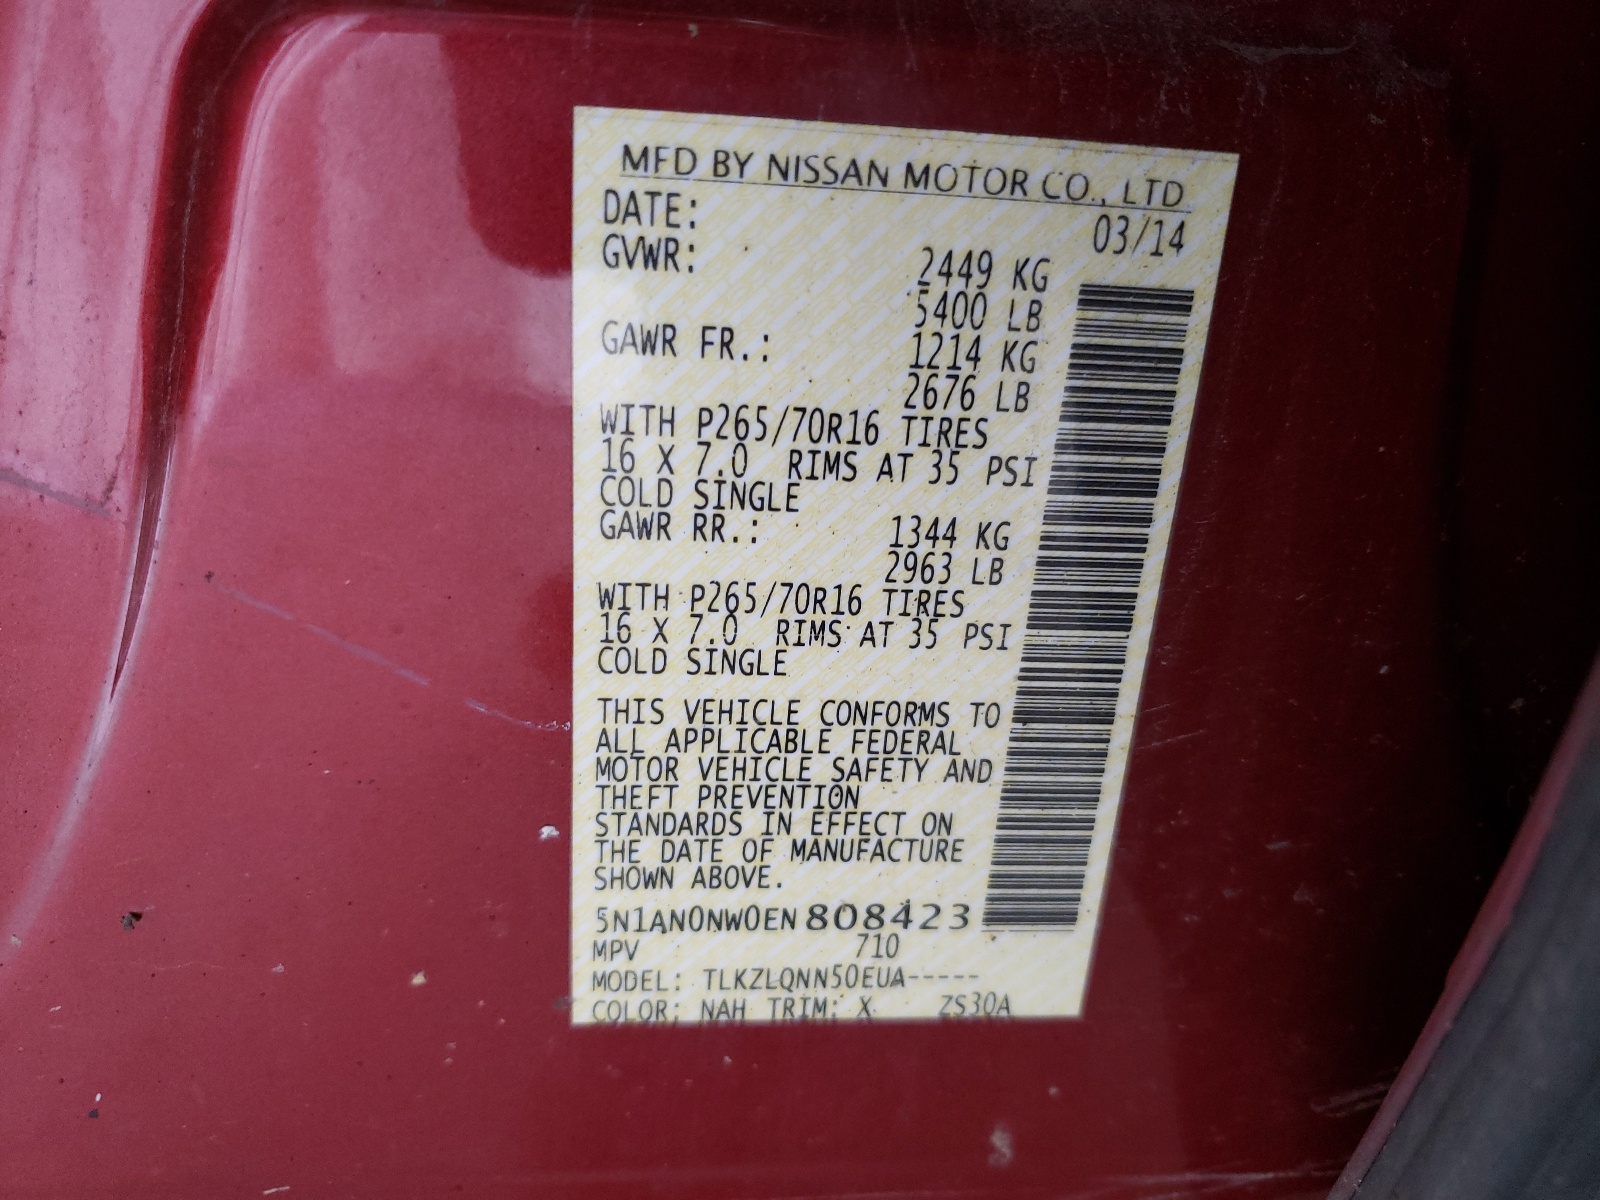 MFD BY NISSAN MOTOR CO., LTD
DATE: 03/14
GVWR: 2449 KG
5400 LB
GAWR FR.: 1214 KG
2676 LB
WITH P265/70R16 TIRES
16 X 7.0 RIMS AT 35 PSI
COLD SINGLE
GAWR RR.: 1344 KG
2963 LB
WITH P265/70R16 TIRES
16 X 7.0 RIMS AT 35 PSI
COLD SINGLE
THIS VEHICLE CONFORMS TO
ALL APPLICABLE FEDERAL
MOTOR VEHICLE SAFETY AND
THEFT PREVENTION
STANDARDS IN EFFECT ON
THE DATE OF MANUFACTURE
SHOWN ABOVE.
5N1AN0NW0EN 808423
MPV 710
MODEL: TLKZLQNN50EUA-----
COLOR: NAH TRIM: X ZS30A